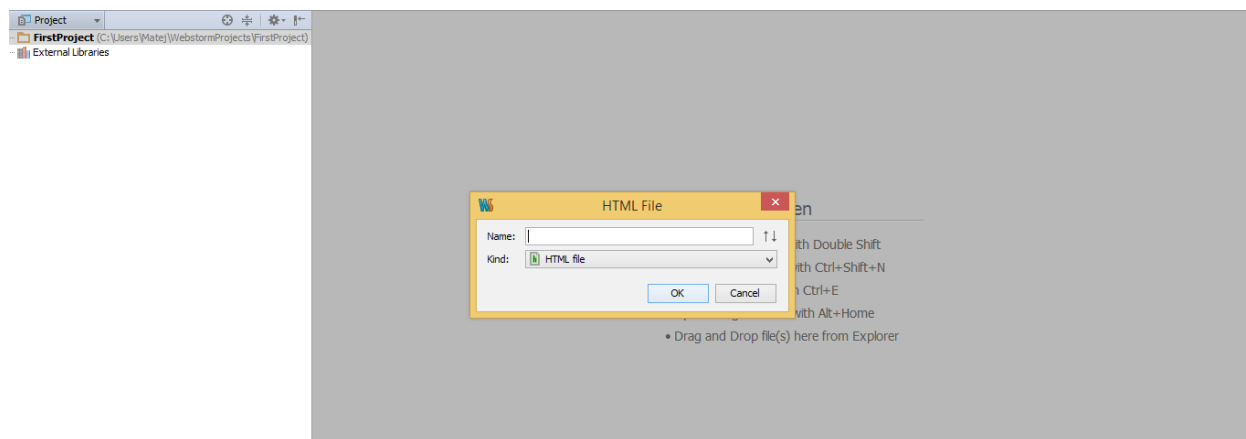 Project
FirstProject (C:\Users\Matej\WebstormProjects\FirstProject)
External Libraries
WS
HTML File
Name:
Kind: HTML file
OK Cancel
ith Double Shift
with Ctrl+Shift+N
Ctrl+E
with Alt+Home
• Drag and Drop file(s) here from Explorer